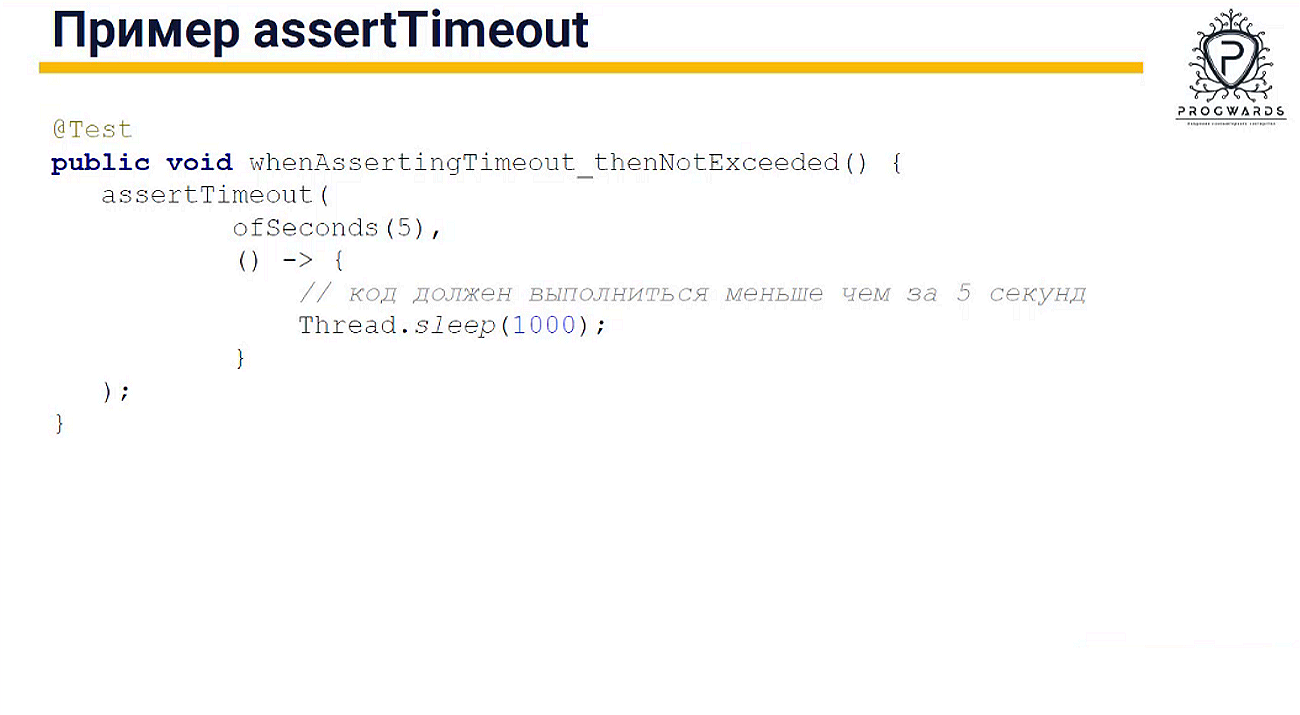 Пример assertTimeout
P
PROGWARDS
@Test
public void whenAssertingTimeout_thenNotExceeded() {
assertTimeout(
ofSeconds(5),
() -> {
// код должен выполниться меньше чем за 5 секунд
Thread.sleep(1000);
}
);
}